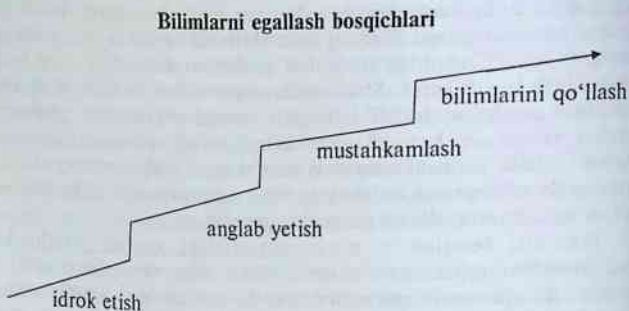 Bilimlarni egallash bosqichlari
bilimlarini qo‘llash
mustahkamlash
anglab yetish
idrok etish